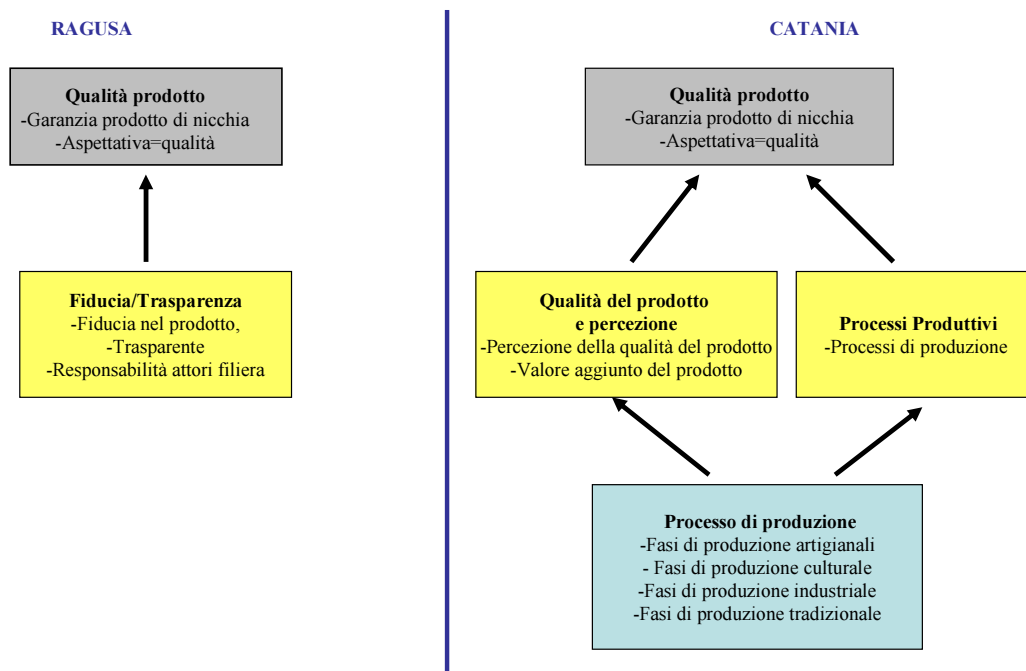 RAGUSA
Qualità prodotto
-Garanzia prodotto di nicchia
-Aspettativa=qualità
Fiducia/Trasparenza
-Fiducia nel prodotto,
-Trasparente
-Responsabilità attori filiera
CATANIA
Qualità prodotto
-Garanzia prodotto di nicchia
-Aspettativa=qualità
Qualità del prodotto
e percezione
-Percezione della qualità del prodotto
-Valore aggiunto del prodotto
Processi Produttivi
-Processi di produzione
Processo di produzione
-Fasi di produzione artigianali
- Fasi di produzione culturale
-Fasi di produzione industriale
-Fasi di produzione tradizionale